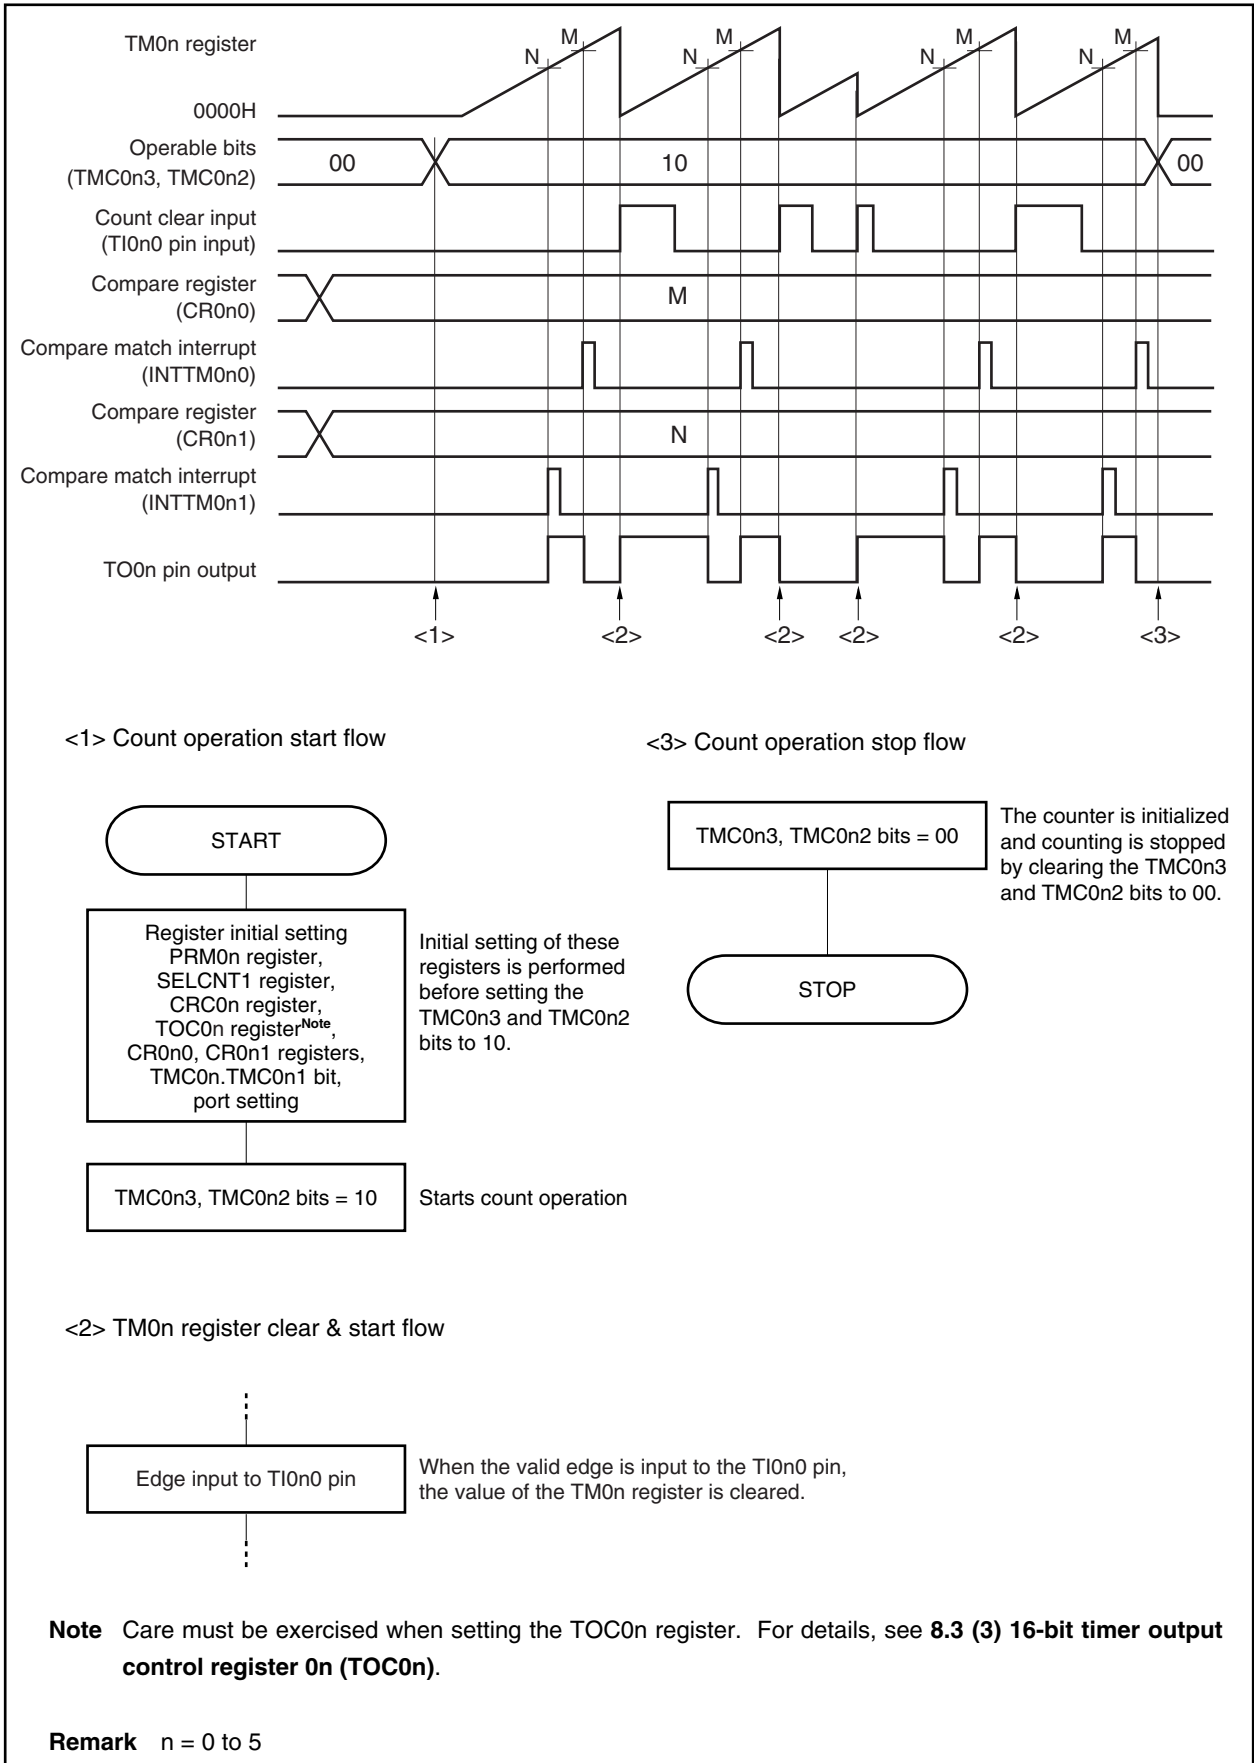 TM0n register
N
M
N
M
N
M
N
M
0000H
Operable bits
(TMC0n3, TMC0n2)
00
10
00
Count clear input
(TI0n0 pin input)
Compare register
(CR0n0)
M
Compare match interrupt
(INTTM0n0)
Compare register
(CR0n1)
N
Compare match interrupt
(INTTM0n1)
TO0n pin output
<1>
<2>
<2>
<2>
<2>
<3>
<1> Count operation start flow
START
Register initial setting
PRM0n register,
SELCNT1 register,
CRC0n register,
TOC0n registerNote,
CR0n0, CR0n1 registers,
TMC0n.TMC0n1 bit,
port setting
Initial setting of these
registers is performed
before setting the
TMC0n3 and TMC0n2
bits to 10.
TMC0n3, TMC0n2 bits = 10
Starts count operation
<3> Count operation stop flow
TMC0n3, TMC0n2 bits = 00
The counter is initialized
and counting is stopped
by clearing the TMC0n3
and TMC0n2 bits to 00.
STOP
<2> TM0n register clear & start flow
Edge input to TI0n0 pin
When the valid edge is input to the TI0n0 pin,
the value of the TM0n register is cleared.
Note Care must be exercised when setting the TOC0n register. For details, see 8.3 (3) 16-bit timer output
control register 0n (TOC0n).
Remark n = 0 to 5